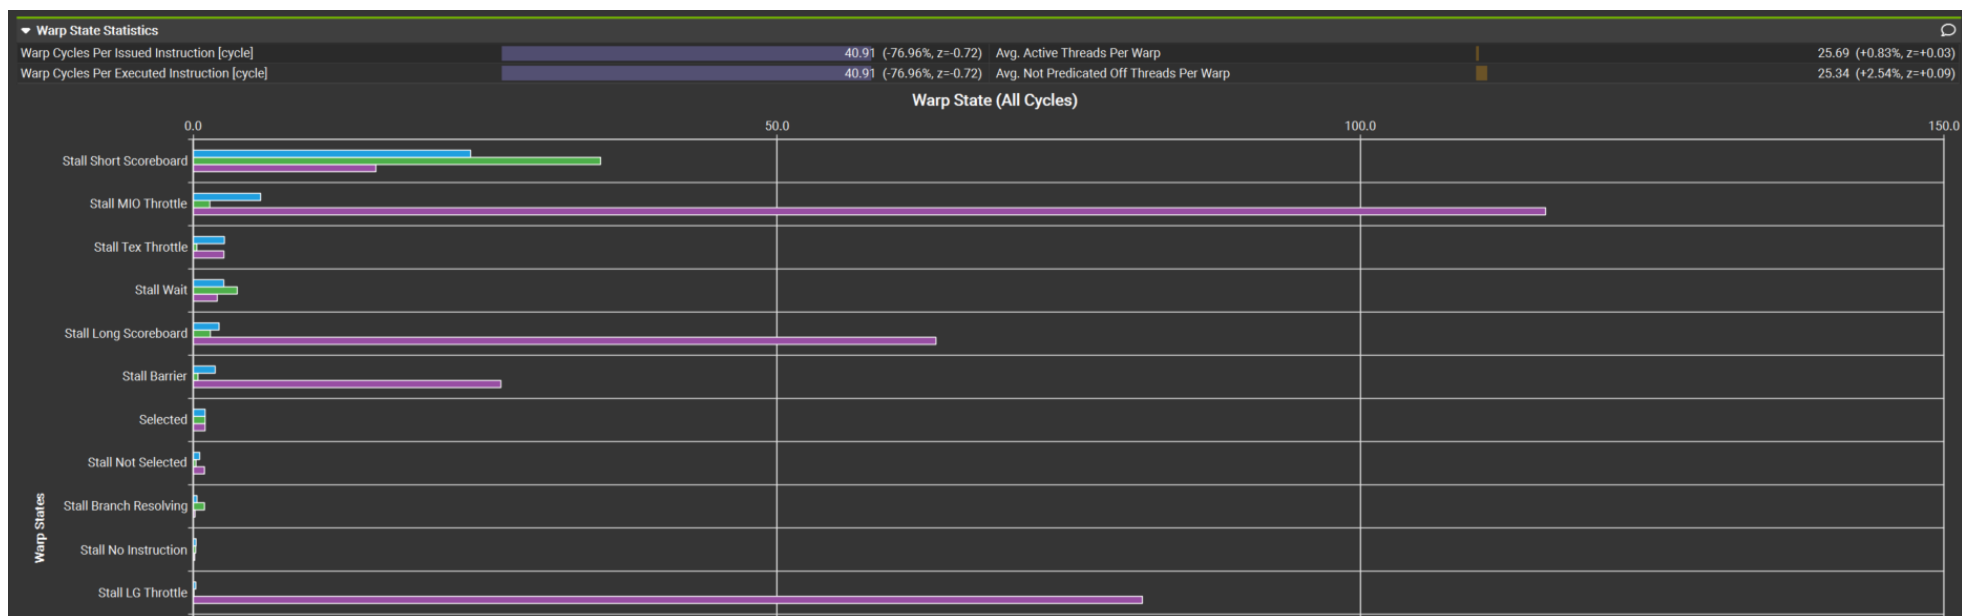 Warp State Statistics
Warp Cycles Per Issued Instruction [cycle] 40.91 (-76.96%, z=-0.72) Avg. Active Threads Per Warp 25.69 (+0.83%, z=+0.03)
Warp Cycles Per Executed Instruction [cycle] 40.91 (-76.96%, z=-0.72) Avg. Not Predicated Off Threads Per Warp 25.34 (+2.54%, z=+0.09)
Warp State (All Cycles)
0.0 50.0 100.0 150.0
Stall Short Scoreboard
Stall MIO Throttle
Stall Tex Throttle
Stall Wait
Stall Long Scoreboard
Stall Barrier
Selected
Stall Not Selected
Stall Branch Resolving
Stall No Instruction
Stall LG Throttle
Warp States